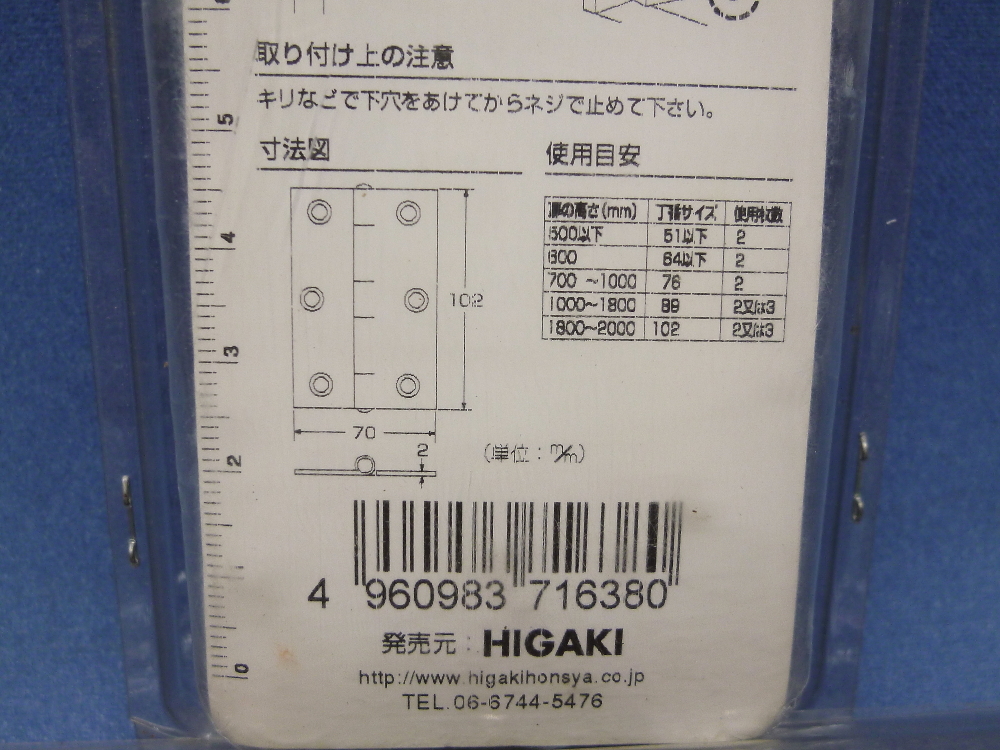 取り付け上の注意
キリなどで下穴をあけてからネジで止めて下さい。
寸法図
使用目安
扉の高さ(mm) 丁番サイズ 使用枚数
600以下 51以下 2
600 64以下 2
700 ~1000 76 2
1000~1800 89 2又は3
1800~2000 102 2又は3
102
70
2
(単位：m/m)
5
4
3
2
0
4 960983 716380
発売元：HIGAKI
http://www.higakihonsya.co.jp
TEL.06-6744-5476